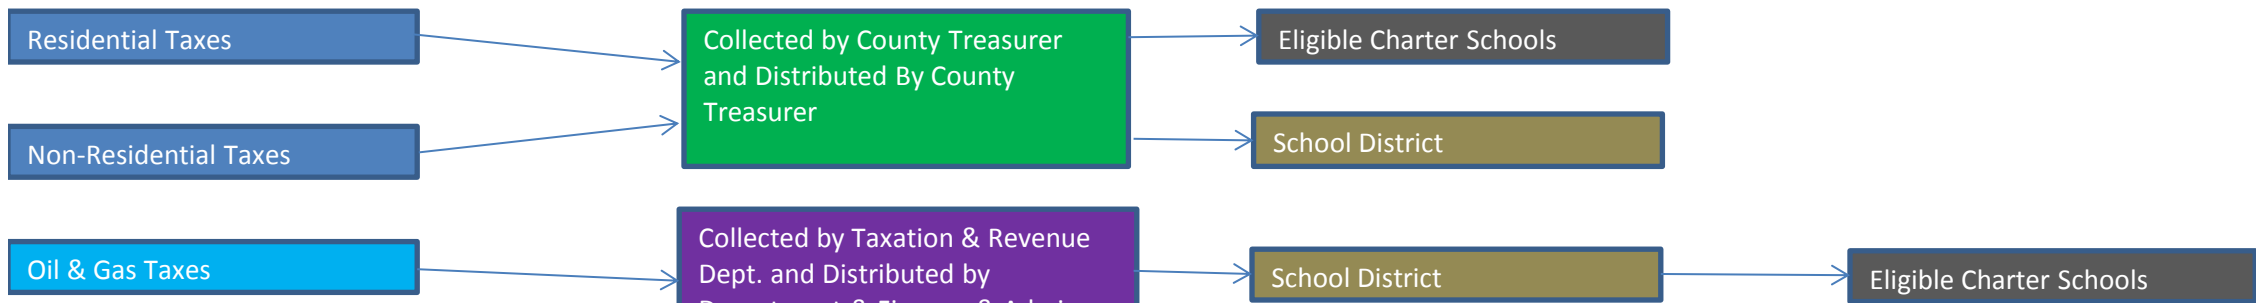 Residential Taxes
Collected by County Treasurer
and Distributed By County
Treasurer
Eligible Charter Schools
Non-Residential Taxes
School District
Oil & Gas Taxes
Collected by Taxation & Revenue
Dept. and Distributed by
School District
Eligible Charter Schools